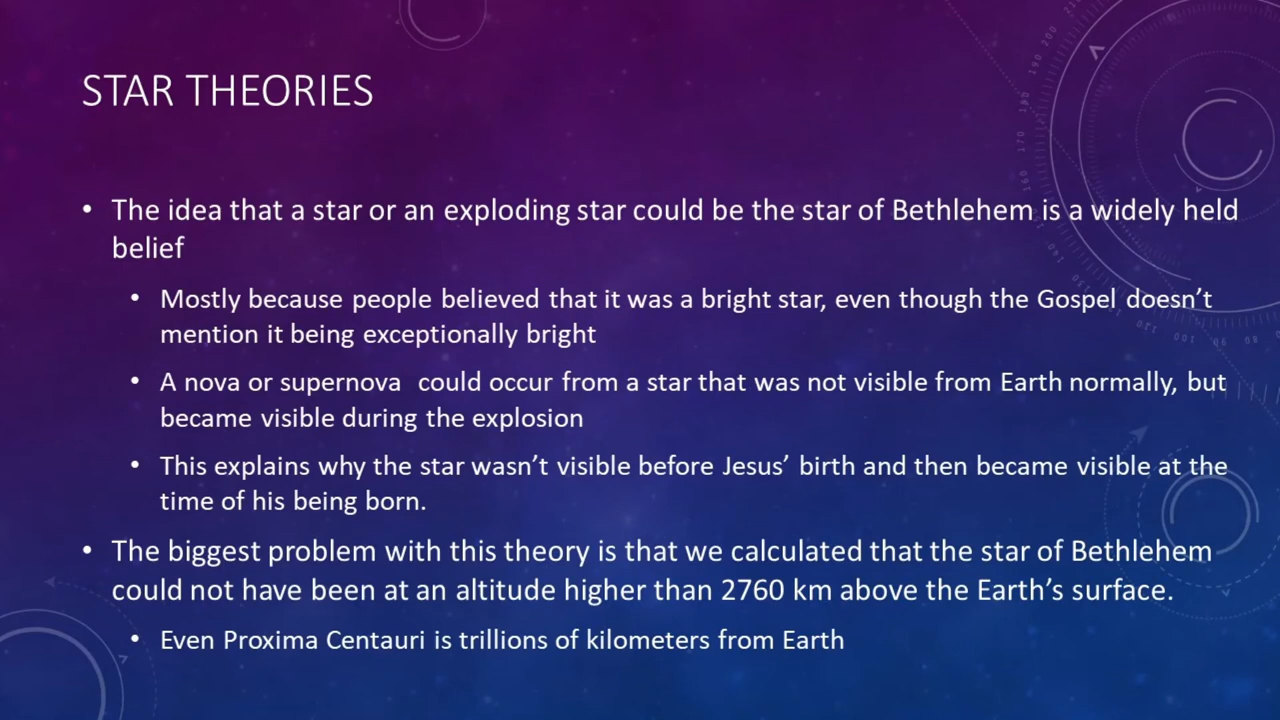 STAR THEORIES
• The idea that a star or an exploding star could be the star of Bethlehem is a widely held
belief
• Mostly because people believed that it was a bright star, even though the Gospel doesn’t
mention it being exceptionally bright
• A nova or supernova  could occur from a star that was not visible from Earth normally, but
became visible during the explosion
• This explains why the star wasn’t visible before Jesus’ birth and then became visible at the
time of his being born.
• The biggest problem with this theory is that we calculated that the star of Bethlehem
could not have been at an altitude higher than 2760 km above the Earth’s surface.
• Even Proxima Centauri is trillions of kilometers from Earth